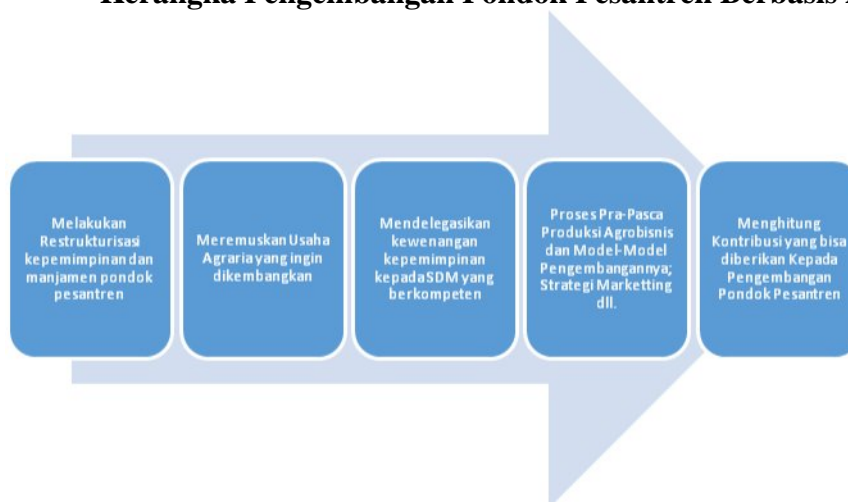 Kerangka Pengembangan Pondok Pesantren Berbasis
Melakukan
Restrukturisasi
kepemimpinan dan
manjamen pondok
pesantren
Meremuskan Usaha
Agraria yang ingin
dikembangkan
Mendelegasikan
kewenangan
kepemimpinan
kepada SDM yang
berkompeten
Proses Pra-Pasca
Produksi Agrobisnis
dan Model-Model
Pengembangannya;
Strategi Marketting
dll.
Menghitung
Kontribusi yang bisa
diberikan Kepada
Pengembangan
Pondok Pesantren